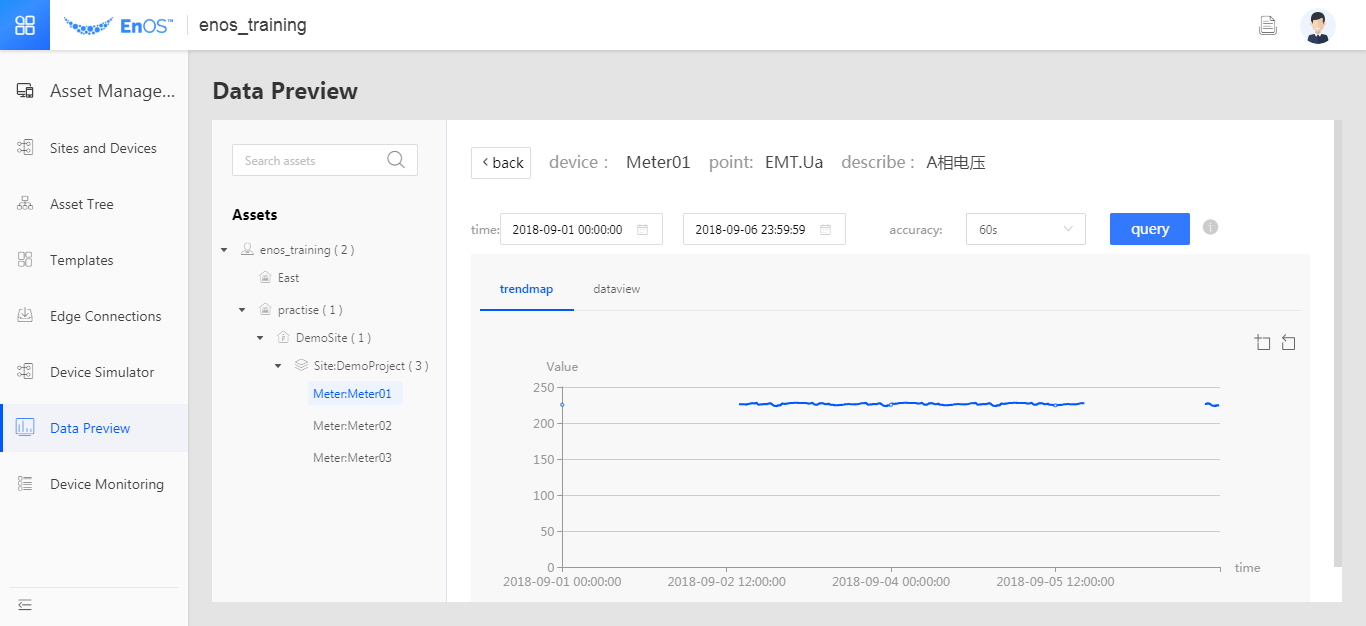 EnOS™ enos_training
Asset Manage...
Sites and Devices
Asset Tree
Templates
Edge Connections
Device Simulator
Data Preview
Device Monitoring
Data Preview
Search assets
Assets
enos_training ( 2 )
East
practise ( 1 )
DemoSite ( 1 )
Site:DemoProject ( 3 )
Meter:Meter01
Meter:Meter02
Meter:Meter03
< back device : Meter01 point: EMT.Ua describe : A相电压
time: 2018-09-01 00:00:00 2018-09-06 23:59:59 accuracy: 60s query
trendmap dataview
Value
250
200
150
100
50
0
2018-09-01 00:00:00 2018-09-02 12:00:00 2018-09-04 00:00:00 2018-09-05 12:00:00
time